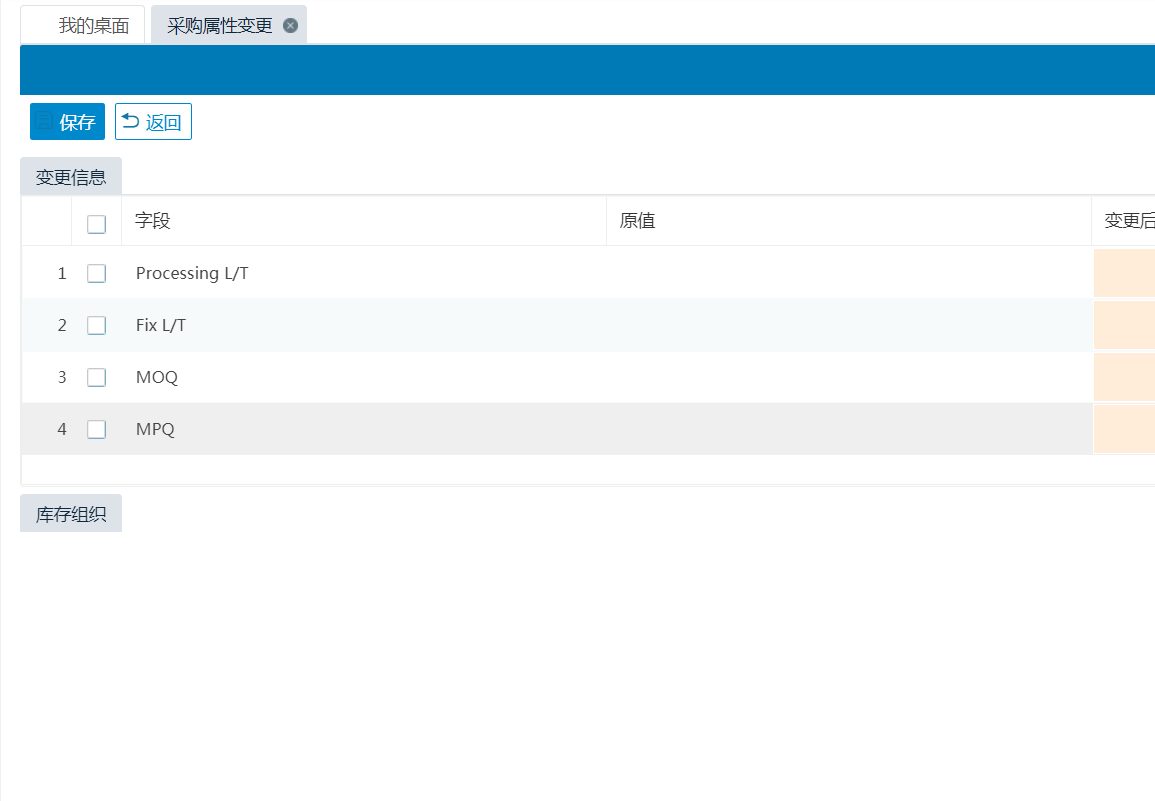 我的桌面 采购属性变更
保存 返回
变更信息
字段 原值 变更后
1 Processing L/T
2 Fix L/T
3 MOQ
4 MPQ
库存组织